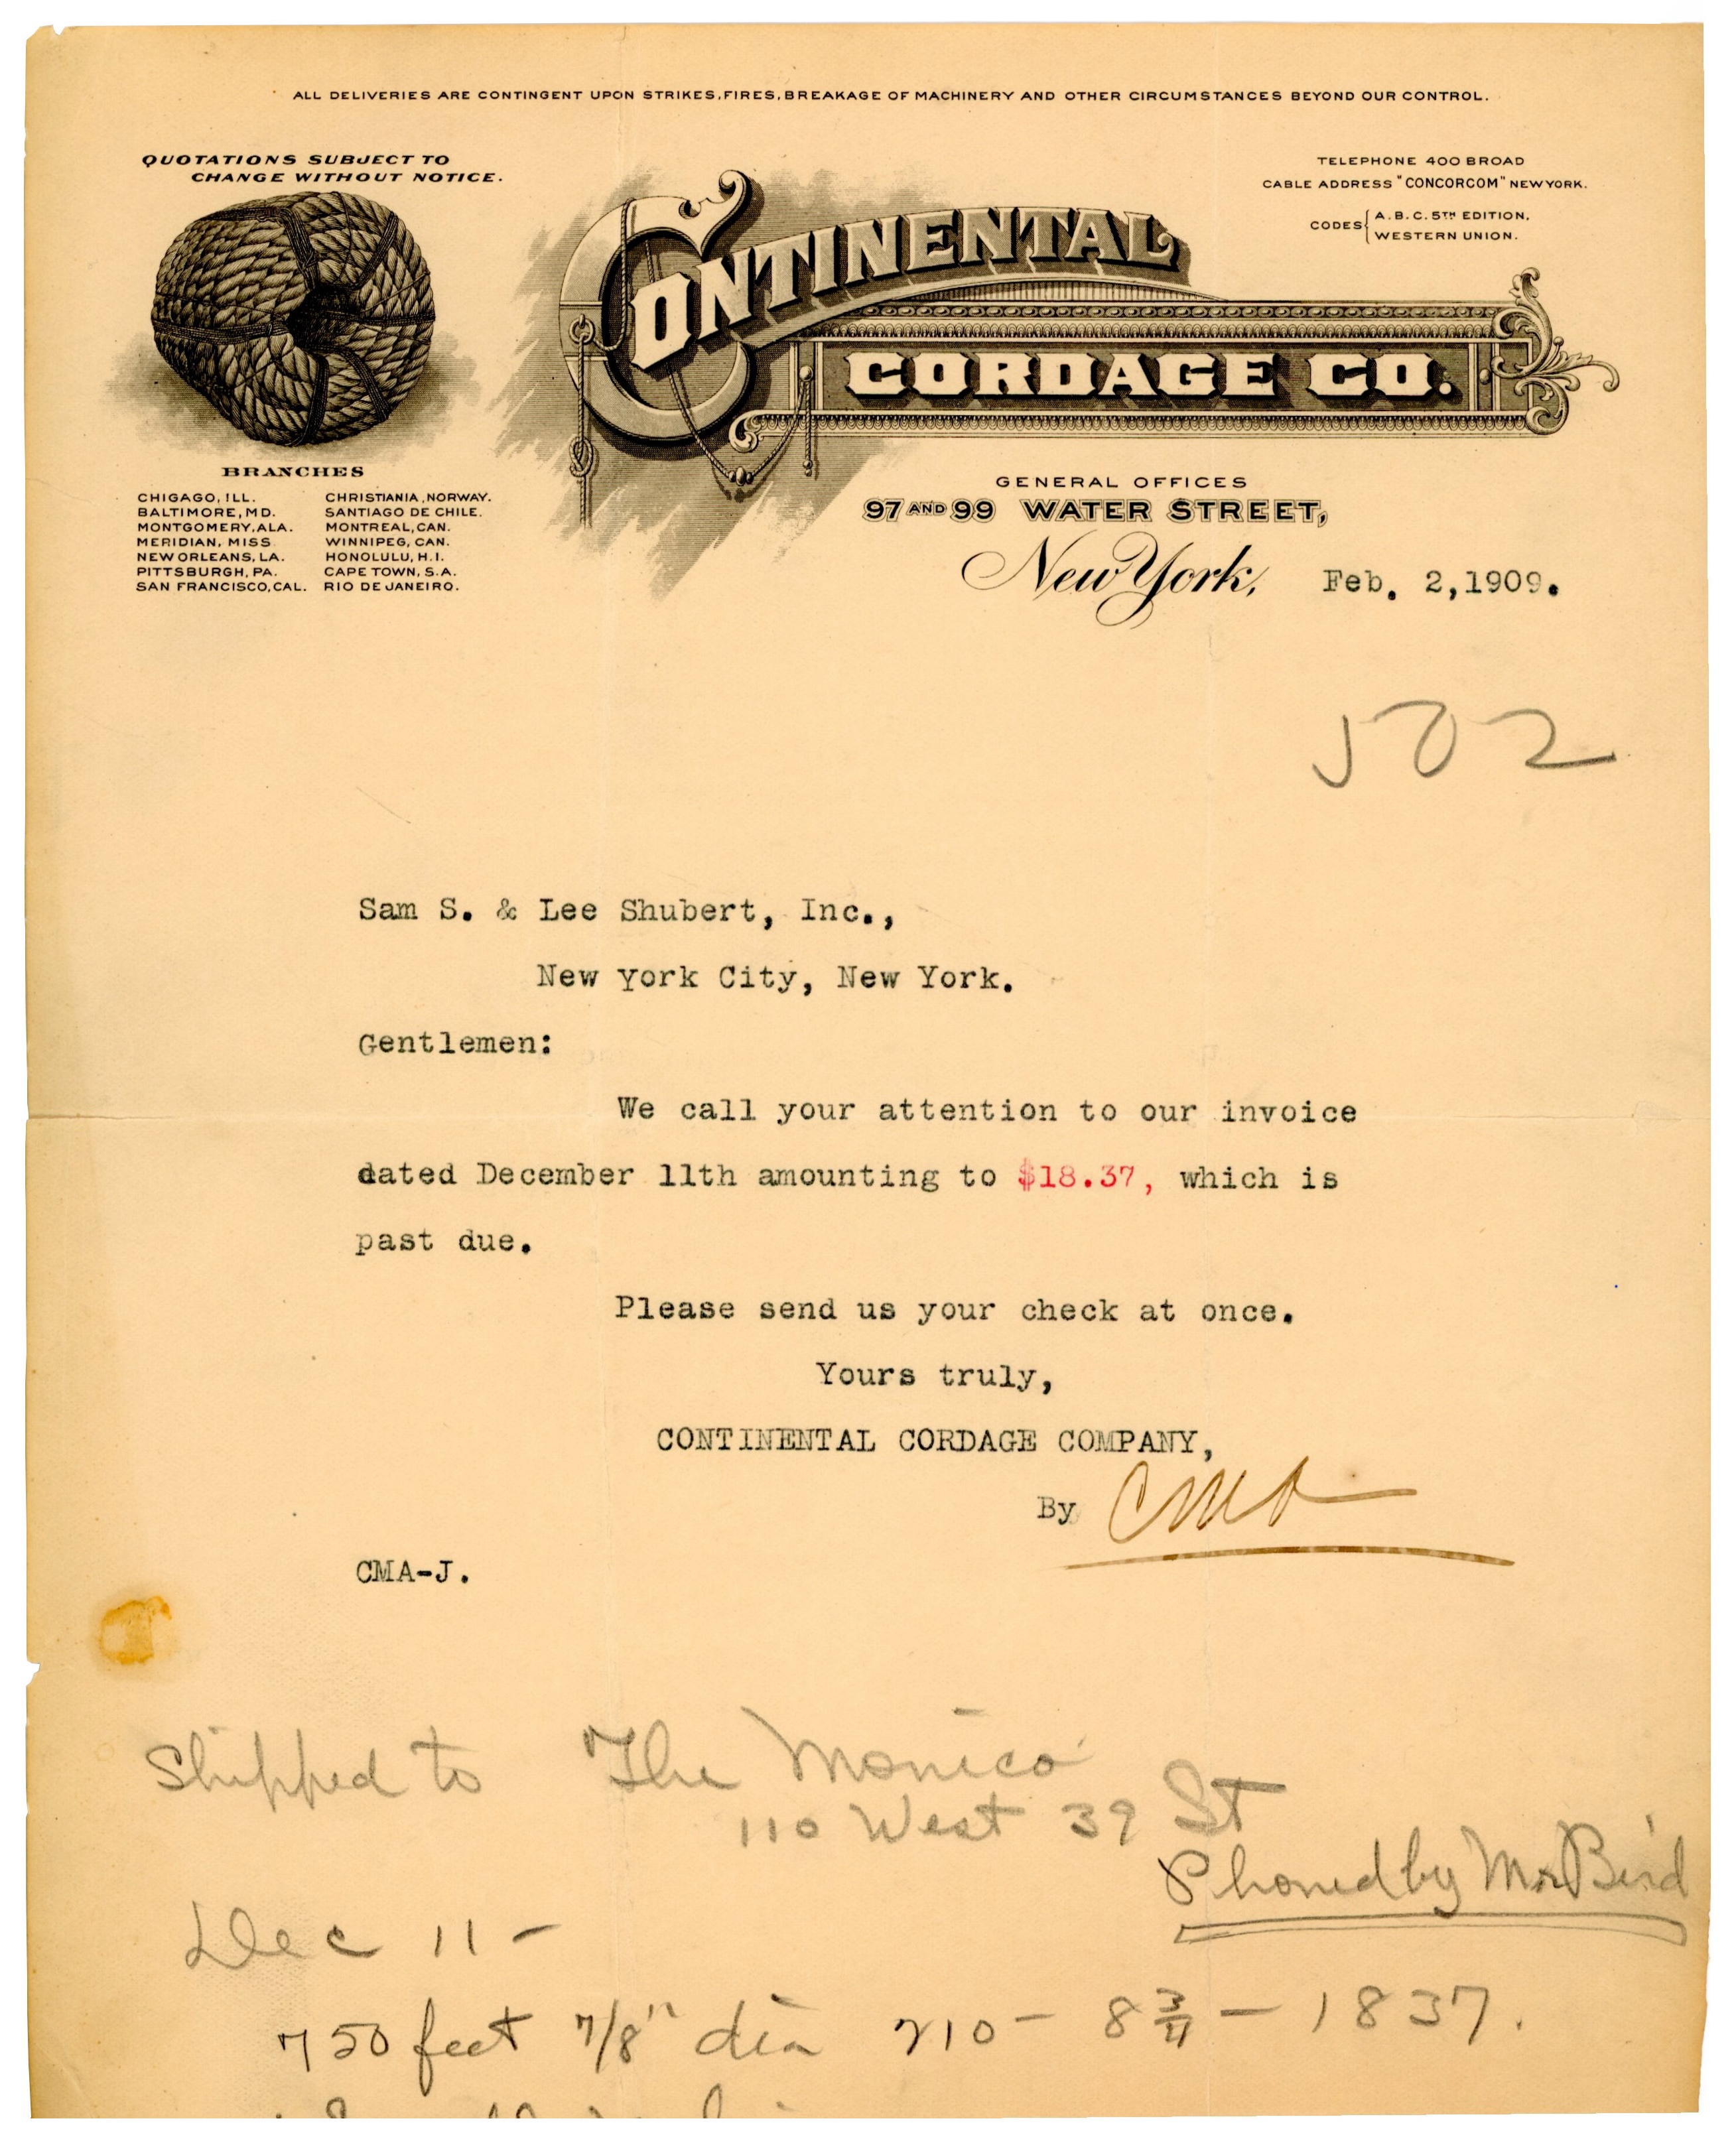 ALL DELIVERIES ARE CONTINGENT UPON STRIKES, FIRES, BREAKAGE OF MACHINERY AND OTHER CIRCUMSTANCES BEYOND OUR CONTROL.
QUOTATIONS SUBJECT TO
CHANGE WITHOUT NOTICE.
TELEPHONE 400 BROAD
CABLE ADDRESS "CONCORCOM" NEW YORK.
CODES { A.B.C. 5TH EDITION,
WESTERN UNION.
CONTINENTAL
CORDAGE CO.
BRANCHES
CHIGAGO, ILL. CHRISTIANIA, NORWAY.
BALTIMORE, MD. SANTIAGO DE CHILE.
MONTGOMERY, ALA. MONTREAL, CAN.
MERIDIAN, MISS WINNIPEG, CAN.
NEW ORLEANS, LA. HONOLULU, H.I.
PITTSBURGH, PA. CAPE TOWN, S.A.
SAN FRANCISCO, CAL. RIO DE JANEIRO.
GENERAL OFFICES
97 AND 99 WATER STREET,
New York, Feb. 2,1909.
502
Sam S. & Lee Shubert, Inc.,
New York City, New York.
Gentlemen:
We call your attention to our invoice
dated December 11th amounting to $18.37, which is
past due.
Please send us your check at once.
Yours truly,
CONTINENTAL CORDAGE COMPANY,
By CMA
CMA-J.
Shipped to The Monico
110 West 39 St
Phoned by Mr Bird
Dec 11 -
750 feet 7/8" dia 210 - 8 3/4 - 1837.